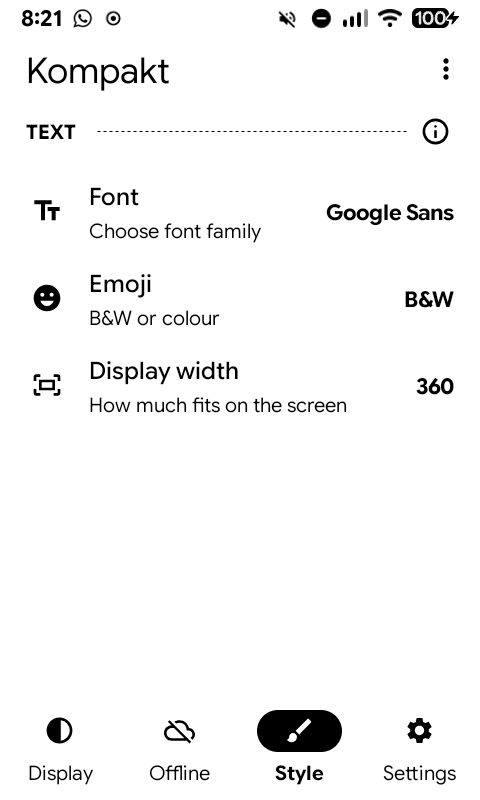 8:21
100
Kompakt
TEXT
Font
Choose font family
Google Sans
Emoji
B&W or colour
B&W
Display width
How much fits on the screen
360
Display
Offline
Style
Settings